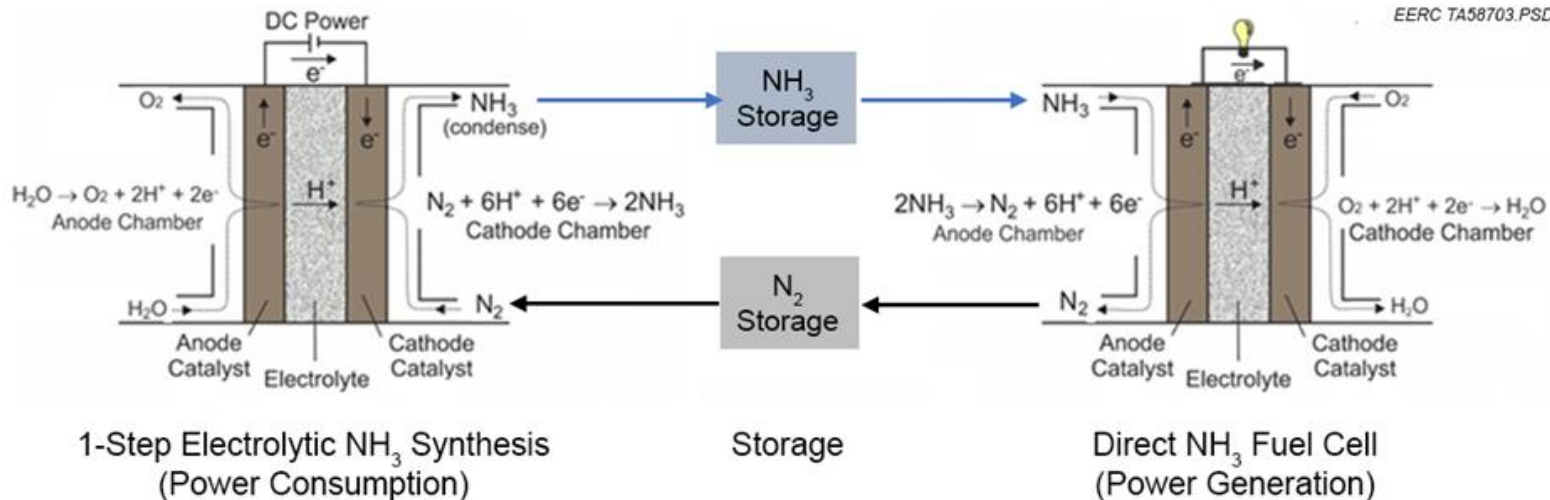 EERC TA58703.PSD
DC Power
e⁻
O₂
NH₃
(condense)
e⁻
e⁻
H₂O → O₂ + 2H⁺ + 2e⁻
Anode Chamber
H⁺
N₂ + 6H⁺ + 6e⁻ → 2NH₃
Cathode Chamber
H₂O
N₂
Anode
Catalyst
Electrolyte
Cathode
Catalyst
1-Step Electrolytic NH₃ Synthesis
(Power Consumption)
NH₃
Storage
N₂
Storage
Storage
e⁻
NH₃
O₂
e⁻
e⁻
2NH₃ → N₂ + 6H⁺ + 6e⁻
Anode Chamber
H⁺
O₂ + 2H⁺ + 2e⁻ → H₂O
Cathode Chamber
N₂
H₂O
Anode
Catalyst
Electrolyte
Cathode
Catalyst
Direct NH₃ Fuel Cell
(Power Generation)